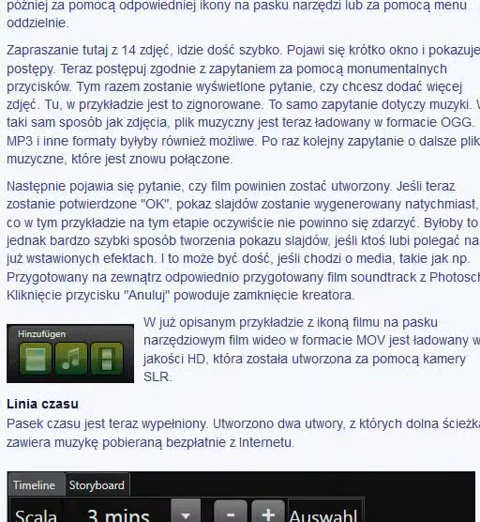 później za pomocą odpowiedniej ikony na pasku narzędzi lub za pomocą menu
oddzielnie.
Zapraszanie tutaj z 14 zdjęć, idzie dość szybko. Pojawi się krótko okno i pokazuje
postępy. Teraz postępuj zgodnie z zapytaniem za pomocą monumentalnych
przycisków. Tym razem zostanie wyświetlone pytanie, czy chcesz dodać więcej
zdjęć. Tu, w przykładzie jest to zignorowane. To samo zapytanie dotyczy muzyki. W
taki sam sposób jak zdjęcia, plik muzyczny jest teraz ładowany w formacie OGG.
MP3 i inne formaty byłyby również możliwe. Po raz kolejny zapytanie o dalsze plik
muzyczne, które jest znowu połączone.
Następnie pojawia się pytanie, czy film powinien zostać utworzony. Jeśli teraz
zostanie potwierdzone "OK", pokaz slajdów zostanie wygenerowany natychmiast,
co w tym przykładzie na tym etapie oczywiście nie powinno się zdarzyć. Byłoby to
jednak bardzo szybki sposób tworzenia pokazu slajdów, jeśli ktoś lubi polegać na
już wstawionych efektach. I to może być dość, jeśli chodzi o media, takie jak np.
Przygotowany na zewnątrz odpowiednio przygotowany film soundtrack z Photosch
Kliknięcie przycisku "Anuluj" powoduje zamknięcie kreatora.
Hinzufügen
W już opisanym przykładzie z ikoną filmu na pasku
narzędziowym film wideo w formacie MOV jest ładowany w
jakości HD, która została utworzona za pomocą kamery
SLR.
Linia czasu
Pasek czasu jest teraz wypełniony. Utworzono dwa utwory, z których dolna ścieżka
zawiera muzykę pobieraną bezpłatnie z Internetu.
Timeline Storyboard
Scala 3 mins - + Auswahl